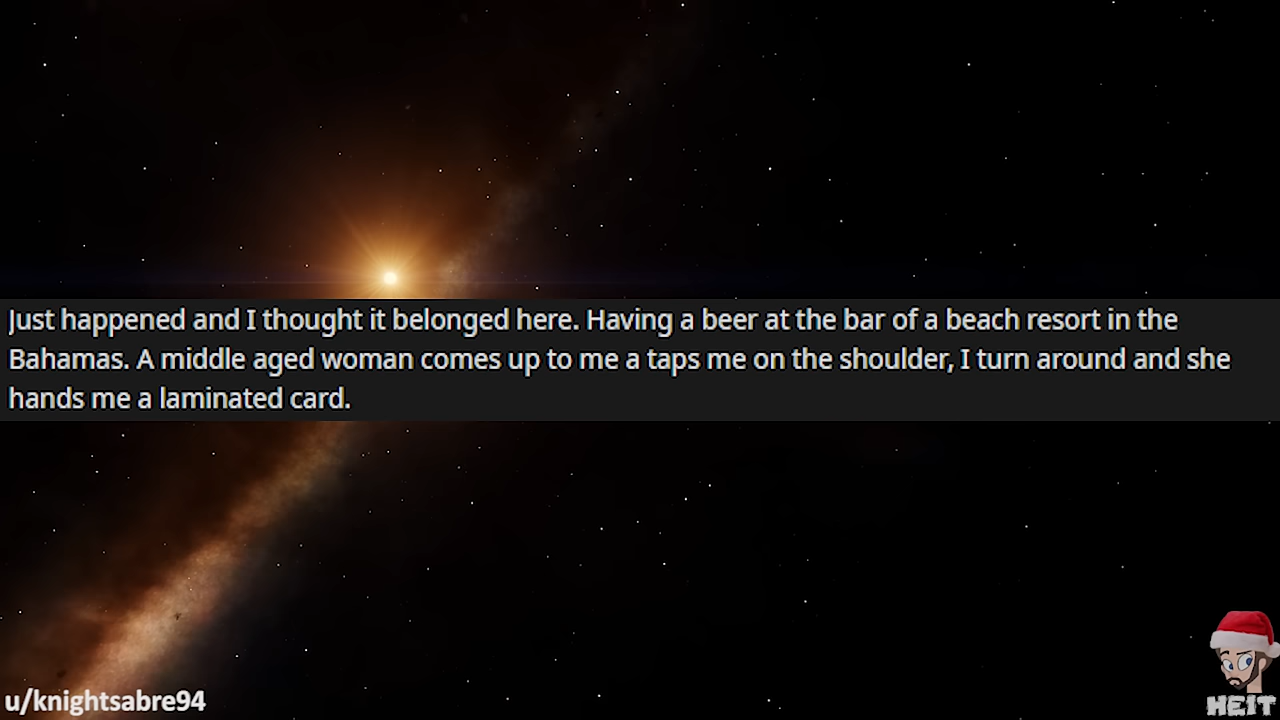 Just happened and I thought it belonged here. Having a beer at the bar of a beach resort in the
Bahamas. A middle aged woman comes up to me a taps me on the shoulder, I turn around and she
hands me a laminated card.
u/knightsabre94
HEIT